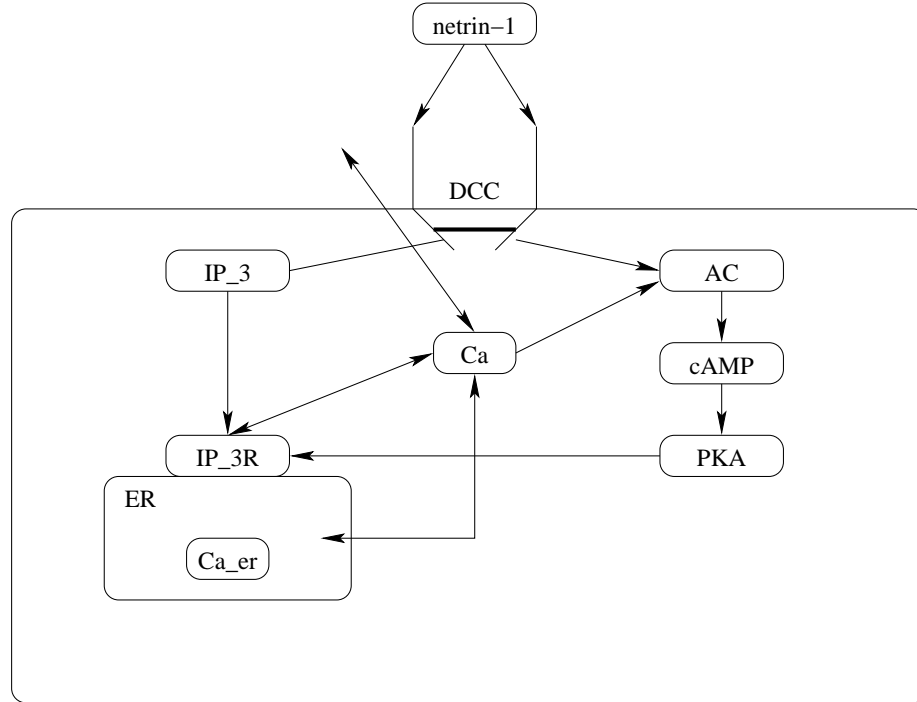 netrin−1
DCC
IP_3
AC
Ca
cAMP
IP_3R
PKA
ER
Ca_er